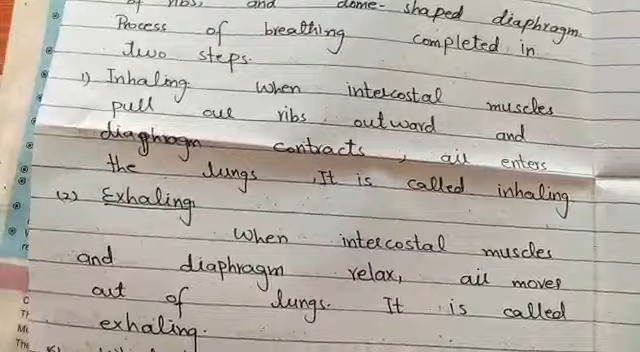 of ribs, and dome-shaped diaphragm.
Process of breathing completed in
two steps.
1) Inhaling When intercostal muscles
pull our ribs outward and
diaphragm contracts, air enters
the lungs. It is called inhaling
(2) Exhaling
When intercostal muscles
and diaphragm relax, air moves
out of lungs. It is called
exhaling.